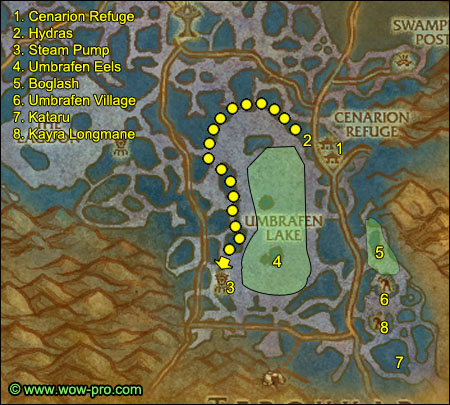 1. Cenarion Refuge
2. Hydras
3. Steam Pump
4. Umbrafen Eels
5. Boglash
6. Umbrafen Village
7. Kataru
8. Kayra Longmane
SWAMP
POST
THE
CENARION
REFUGE
2
1
UMBRAFEN
LAKE
5
4
3
6
8
7
© www.wow-pro.com